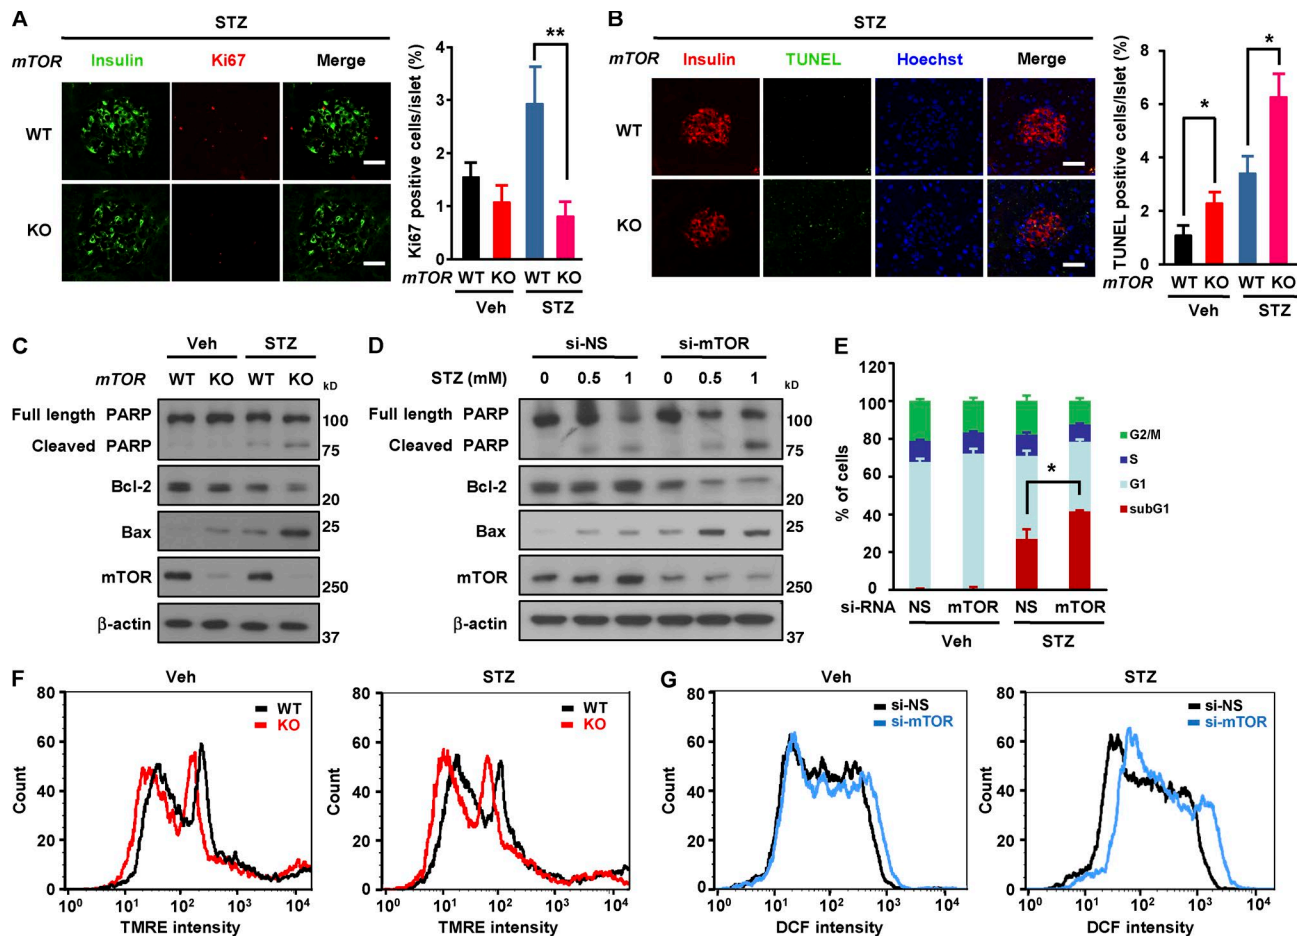 A
STZ
mTOR Insulin Ki67 Merge
WT
KO
Ki67 positive cells/islet (%)
4
3
2
1
0
**
mTOR WT KO WT KO
Veh STZ
B
STZ
mTOR Insulin TUNEL Hoechst Merge
WT
KO
TUNEL positive cells/islet (%)
8
6
4
2
0
*
*
mTOR WT KO WT KO
Veh STZ
C
Veh STZ
mTOR WT KO WT KO kD
Full length PARP 100
Cleaved PARP 75
Bcl-2 20
Bax 25
mTOR 250
β-actin 37
D
si-NS si-mTOR
STZ (mM) 0 0.5 1 0 0.5 1 kD
Full length PARP 100
Cleaved PARP 75
Bcl-2 20
Bax 25
mTOR 250
β-actin 37
E
% of cells
120
100
80
60
40
20
0
*
G2/M
S
G1
subG1
si-RNA NS mTOR NS mTOR
Veh STZ
F
Veh
Count
80
60
40
20
0
WT
KO
10⁰ 10¹ 10² 10³ 10⁴
TMRE intensity
STZ
Count
80
60
40
20
0
WT
KO
10⁰ 10¹ 10² 10³ 10⁴
TMRE intensity
G
Veh
Count
80
60
40
20
0
si-NS
si-mTOR
10⁰ 10¹ 10² 10³ 10⁴
DCF intensity
STZ
Count
80
60
40
20
0
si-NS
si-mTOR
10⁰ 10¹ 10² 10³ 10⁴
DCF intensity